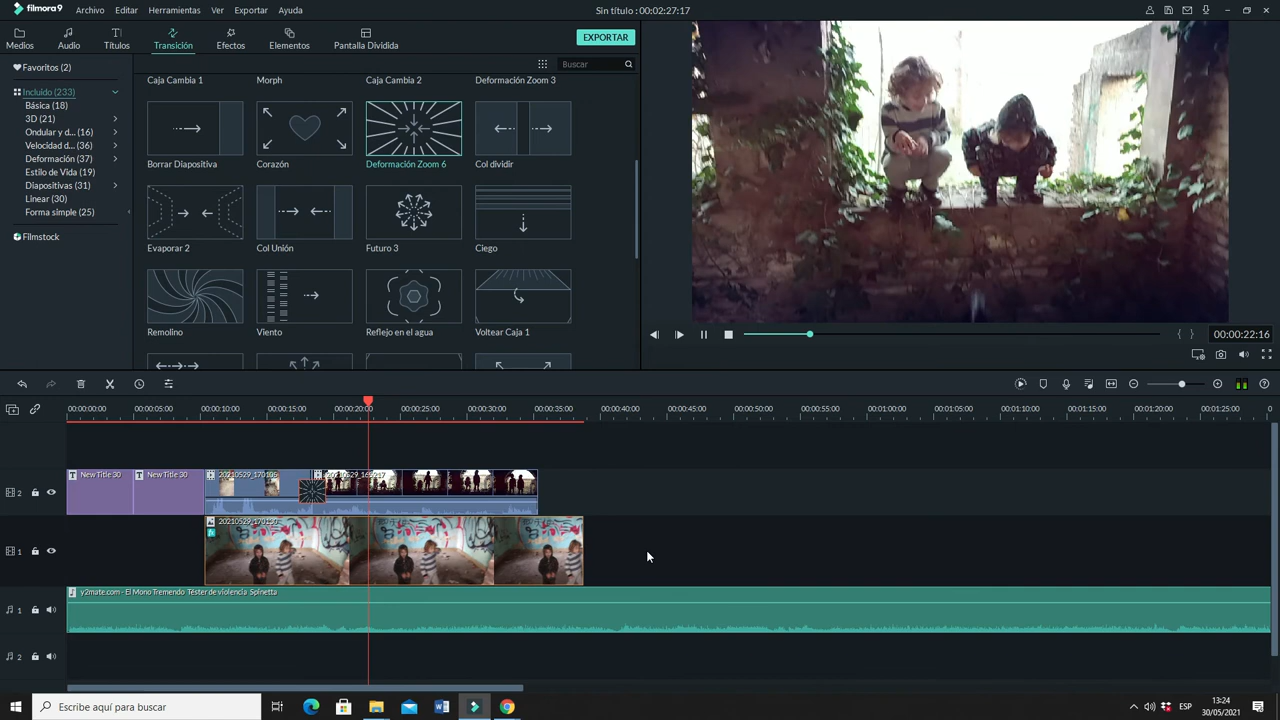 filmora9
Archivo Editar Herramientas Ver Exportar Ayuda
Sin título : 00:02:27:17
Medios Audio Títulos Transición Efectos Elementos Pantalla Dividida
EXPORTAR
Favoritos (2)
Buscar
Caja Cambia 1 Morph Caja Cambia 2 Deformación Zoom 3
Incluído (233)
Básica (18)
3D (21)
Ondular y d... (16)
Velocidad d... (36)
Deformación (37)
Estilo de Vida (19)
Diapositivas (31)
Linear (30)
Forma simple (25)
Filmstock
Borrar Diapositiva Corazón Deformación Zoom 6 Col dividir
Evaporar 2 Col Unión Futuro 3 Ciego
Remolino Viento Reflejo en el agua Voltear Caja 1
00:00:22:16
00:00:00:00 00:00:05:00 00:00:10:00 00:00:15:00 00:00:20:00 00:00:25:00 00:00:30:00 00:00:35:00 00:00:40:00 00:00:45:00 00:00:50:00 00:00:55:00 00:01:00:00 00:01:05:00 00:01:10:00 00:01:15:00 00:01:20:00 00:01:25:00 0
2
New Title 30 New Title 30
1
1
y2mate.com - El Mono Tremendo Téster de violencia Spinetta
2
Escribe aquí para buscar
ESP
13:24
30/05/2021